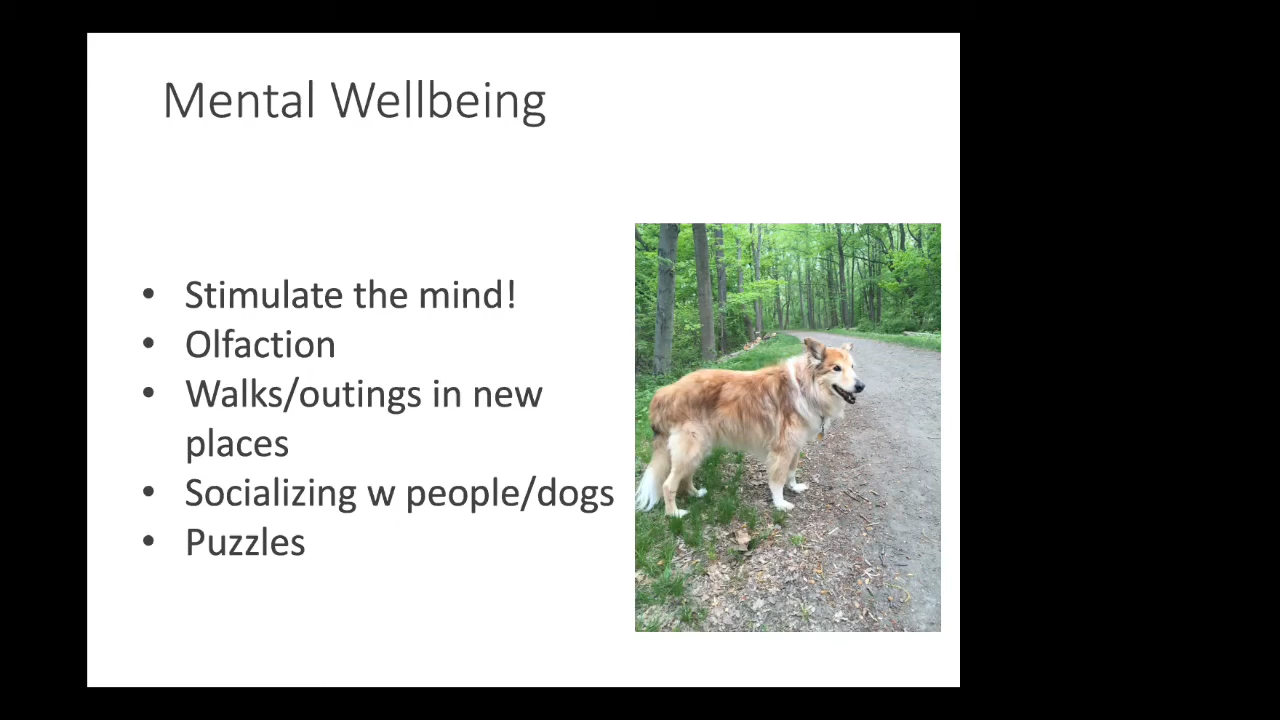 Mental Wellbeing
• Stimulate the mind!
• Olfaction
• Walks/outings in new
places
• Socializing w people/dogs
• Puzzles